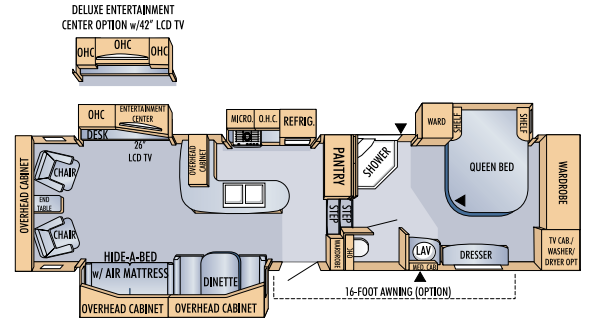 DELUXE ENTERTAINMENT
CENTER OPTION w/42" LCD TV
OHC
OHC
OHC
OHC
ENTERTAINMENT
CENTER
DESK
26"
LCD TV
OVERHEAD CABINET
CHAIR
END
TABLE
CHAIR
OVERHEAD
CABINET
MICRO.
O.H.C.
REFRIG.
PANTRY
SHOWER
STEP
STEP
WARDROBE
OHC
WARD
SHELF
SHELF
QUEEN BED
WARDROBE
TV CAB./
WASHER/
DRYER OPT
LAV
MED. CAB
DRESSER
HIDE-A-BED
w/ AIR MATTRESS
DINETTE
OVERHEAD CABINET
OVERHEAD CABINET
16-FOOT AWNING (OPTION)